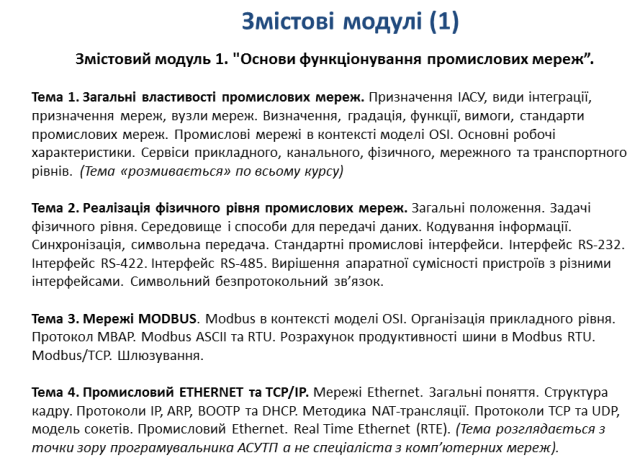 Змістові модулі (1)
Змістовий модуль 1. "Основи функціонування промислових мереж”.
Тема 1. Загальні властивості промислових мереж. Призначення ІАСУ, види інтеграції,
призначення мереж, вузли мереж. Визначення, градація, функції, вимоги, стандарти
промислових мереж. Промислові мережі в контексті моделі OSI. Основні робочі
характеристики. Сервіси прикладного, канального, фізичного, мережного та транспортного
рівнів. (Тема «розмивається» по всьому курсу)
Тема 2. Реалізація фізичного рівня промислових мереж. Загальні положення. Задачі
фізичного рівня. Середовище і способи для передачі даних. Кодування інформації.
Синхронізація, символьна передача. Стандартні промислові інтерфейси. Інтерфейс RS-232.
Інтерфейс RS-422. Інтерфейс RS-485. Вирішення апаратної сумісності пристроїв з різними
інтерфейсами. Символьний безпротокольний зв’язок.
Тема 3. Мережі MODBUS. Modbus в контексті моделі OSI. Організація прикладного рівня.
Протокол MBAP. Modbus ASCII та RTU. Розрахунок продуктивності шини в Modbus RTU.
Modbus/TCP. Шлюзування.
Тема 4. Промисловий ETHERNET та TCP/IP. Мережі Ethernet. Загальні поняття. Структура
кадру. Протоколи IP, ARP, BOOTP та DHCP. Методика NAT-трансляції. Протоколи TCP та UDP,
модель сокетів. Промисловий Ethernet. Real Time Ethernet (RTE). (Тема розглядається з
точки зору програмувальника АСУТП а не спеціаліста з комп’ютерних мереж).